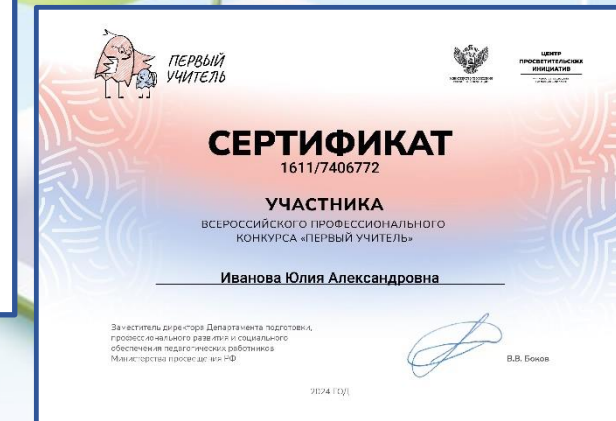 ПЕРВЫЙ
УЧИТЕЛЬ
ЦЕНТР
ПРОСВЕТИТЕЛЬСКИХ
ИНИЦИАТИВ
СЕРТИФИКАТ
1611/7406772
УЧАСТНИКА
ВСЕРОССИЙСКОГО ПРОФЕССИОНАЛЬНОГО
КОНКУРСА «ПЕРВЫЙ УЧИТЕЛЬ»
Иванова Юлия Александровна
Заместитель директора Департамента подготовки,
профессионального развития и социального
обеспечения педагогических работников
Министерства просвещения РФ
В.В. Боков
2024 ГОД